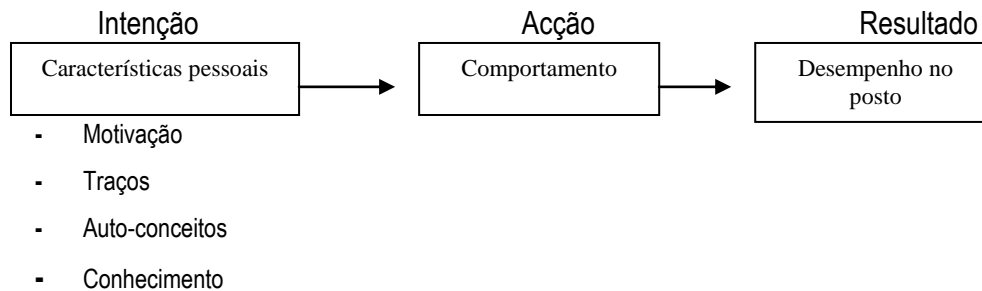 Intenção Acção Resultado
Características pessoais Comportamento Desempenho no
posto
- Motivação
- Traços
- Auto-conceitos
- Conhecimento